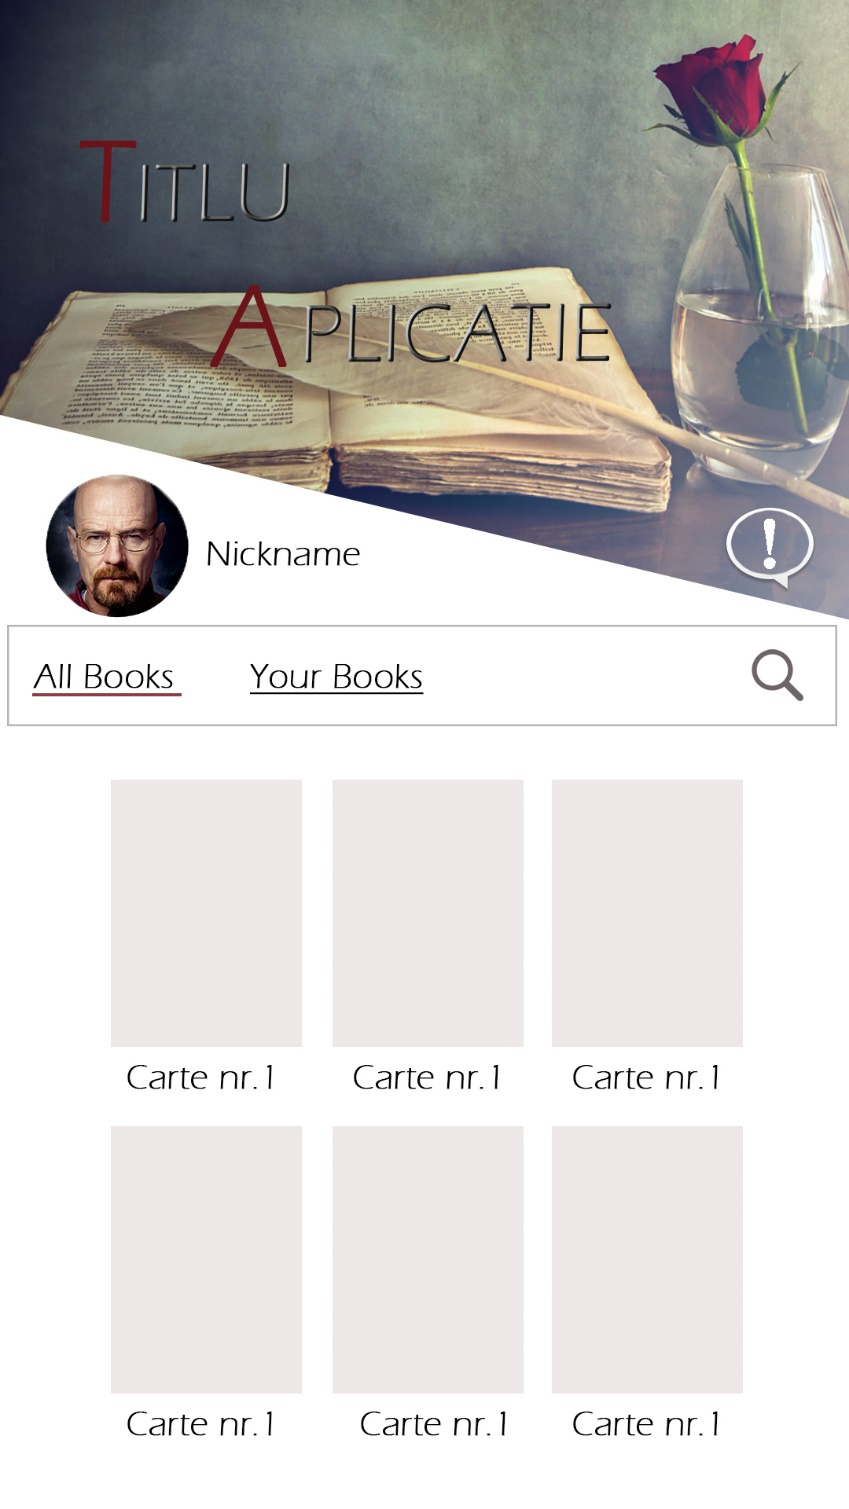 TITLU
APLICATIE
Nickname
All Books Your Books
Carte nr.1 Carte nr.1 Carte nr.1
Carte nr.1 Carte nr.1 Carte nr.1